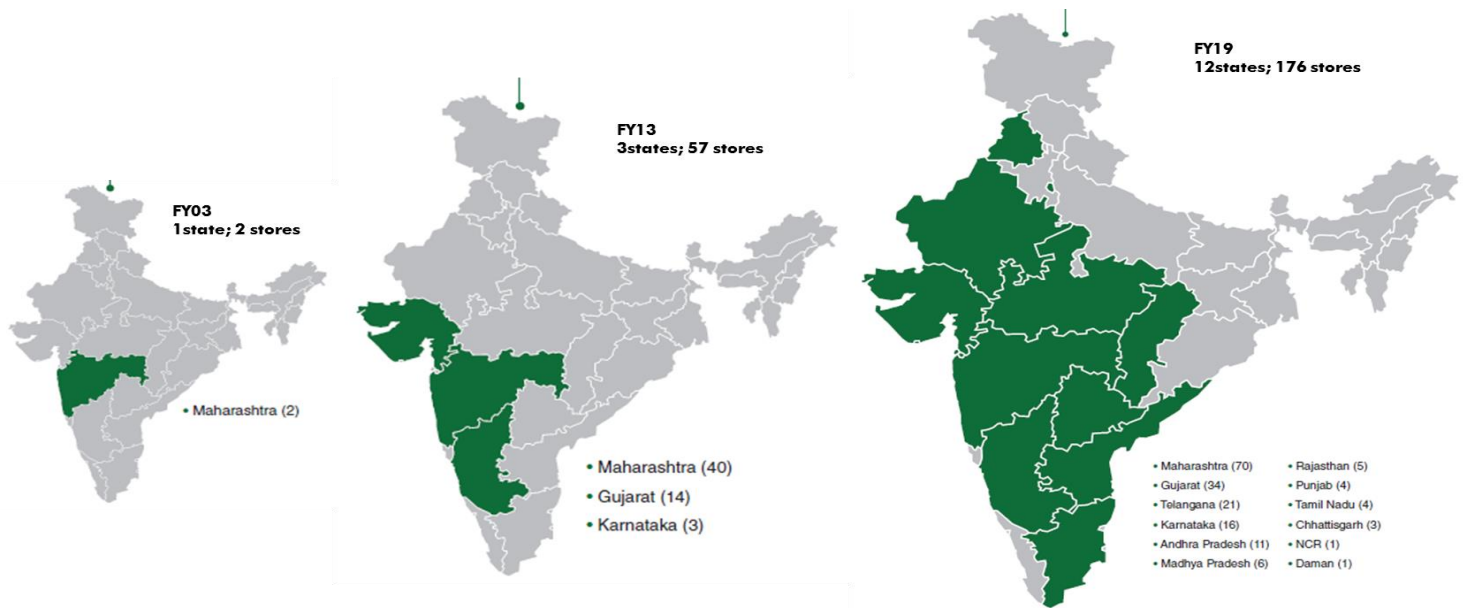 FY03
1state; 2 stores
• Maharashtra (2)
FY13
3states; 57 stores
• Maharashtra (40)
• Gujarat (14)
• Karnataka (3)
FY19
12states; 176 stores
• Maharashtra (70)
• Gujarat (34)
• Telangana (21)
• Karnataka (16)
• Andhra Pradesh (11)
• Madhya Pradesh (6)
• Rajasthan (5)
• Punjab (4)
• Tamil Nadu (4)
• Chhattisgarh (3)
• NCR (1)
• Daman (1)